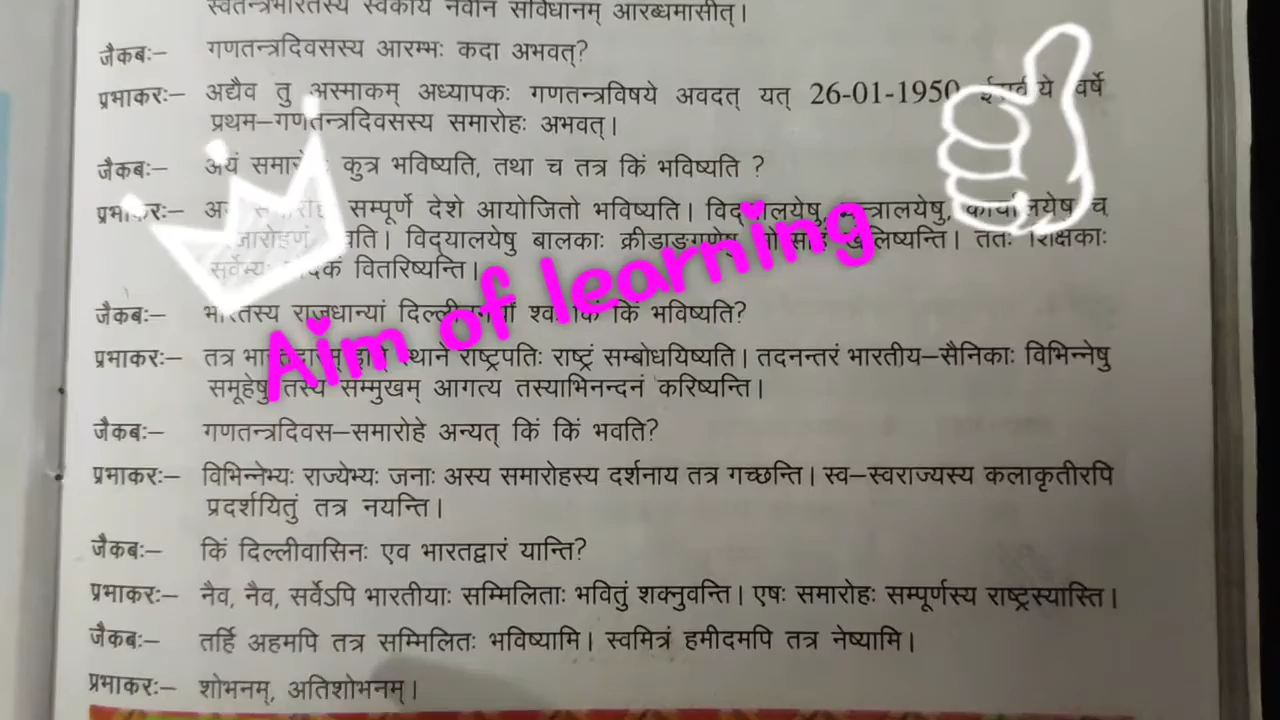 स्वतन्त्रभारतस्य स्वकीयं नवीनं संविधानम् आरब्धमासीत्।
जैकबः– गणतन्त्रदिवसस्य आरम्भः कदा अभवत्?
प्रभाकरः– अद्यैव तु अस्माकम् अध्यापकः गणतन्त्रविषये अवदत् यत् 26-01-1950 वर्षे
प्रथम–गणतन्त्रदिवसस्य समारोहः अभवत्।
जैकबः– अयं कुत्र भविष्यति, तथा च तत्र किं भविष्यति ?
प्रभाकरः– सम्पूर्णे देशे आयोजितो भविष्यति। च
विद्यालयेषु बालकाः ततः शिक्षकाः
वितरिष्यन्ति।
जैकबः– भारतस्य राजधान्यां किं भविष्यति?
प्रभाकरः– तत्र राष्ट्रपतिः राष्ट्रं सम्बोधयिष्यति। तदनन्तरं भारतीय–सैनिकाः विभिन्नेषु
समूहेषु तस्य सम्मुखम् आगत्य तस्याभिनन्दनं करिष्यन्ति।
जैकबः– गणतन्त्रदिवस–समारोहे अन्यत् किं किं भवति?
प्रभाकरः– विभिन्नेभ्यः राज्येभ्यः जनाः अस्य समारोहस्य दर्शनाय तत्र गच्छन्ति। स्व–स्वराज्यस्य कलाकृतीरपि
प्रदर्शयितुं तत्र नयन्ति।
जैकबः– किं दिल्लीवासिनः एव भारतद्वारं यान्ति?
प्रभाकरः– नैव, नैव, सर्वेऽपि भारतीयाः सम्मिलिताः भवितुं शक्नुवन्ति। एषः समारोहः सम्पूर्णस्य राष्ट्रस्यास्ति।
जैकबः– तर्हि अहमपि तत्र सम्मिलितः भविष्यामि। स्वमित्रं हमीदमपि तत्र नेष्यामि।
प्रभाकरः– शोभनम्, अतिशोभनम्।
Aim of learning